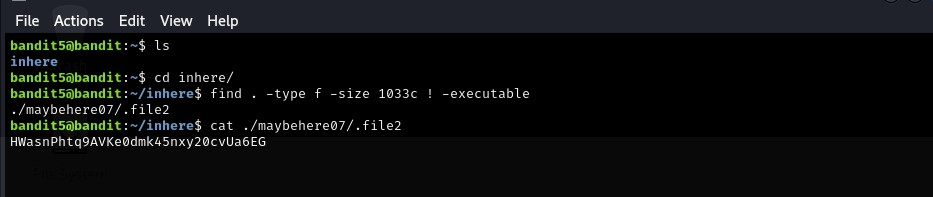 File Actions Edit View Help
bandit5@bandit:~$ ls
inhere
bandit5@bandit:~$ cd inhere/
bandit5@bandit:~/inhere$ find . -type f -size 1033c ! -executable
./maybehere07/.file2
bandit5@bandit:~/inhere$ cat ./maybehere07/.file2
HWasnPhtq9AVKe0dmk45nxy20cvUa6EG